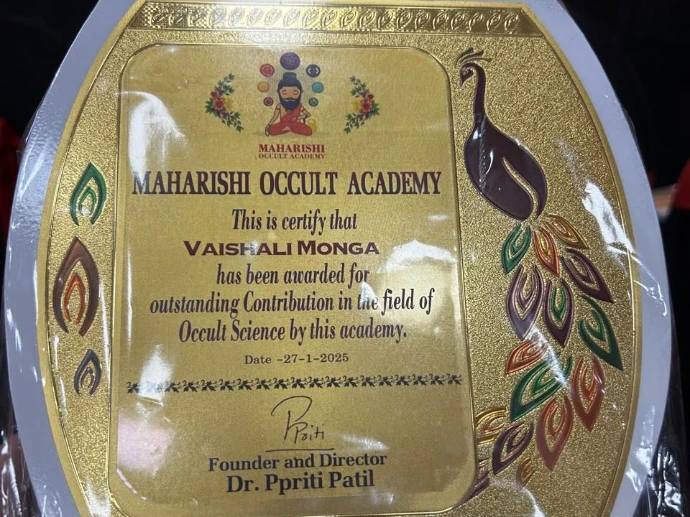 MAHARISHI
OCCULT ACADEMY
MAHARISHI OCCULT ACADEMY
This is certify that
VAISHALI MONGA
has been awarded for
outstanding Contribution in the field of
Occult Science by this academy.
Date -27-1-2025
Ppriti
Founder and Director
Dr. Ppriti Patil